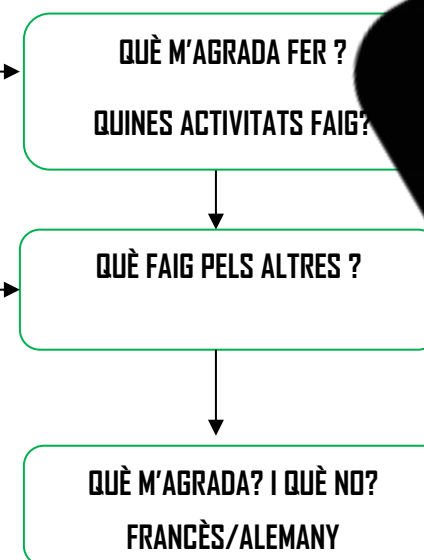 QUÈ M'AGRADA FER ?
QUINES ACTIVITATS FAIG?
QUÈ FAIG PELS ALTRES ?
QUÈ M'AGRADA? I QUÈ NO?
FRANCÈS/ALEMANY